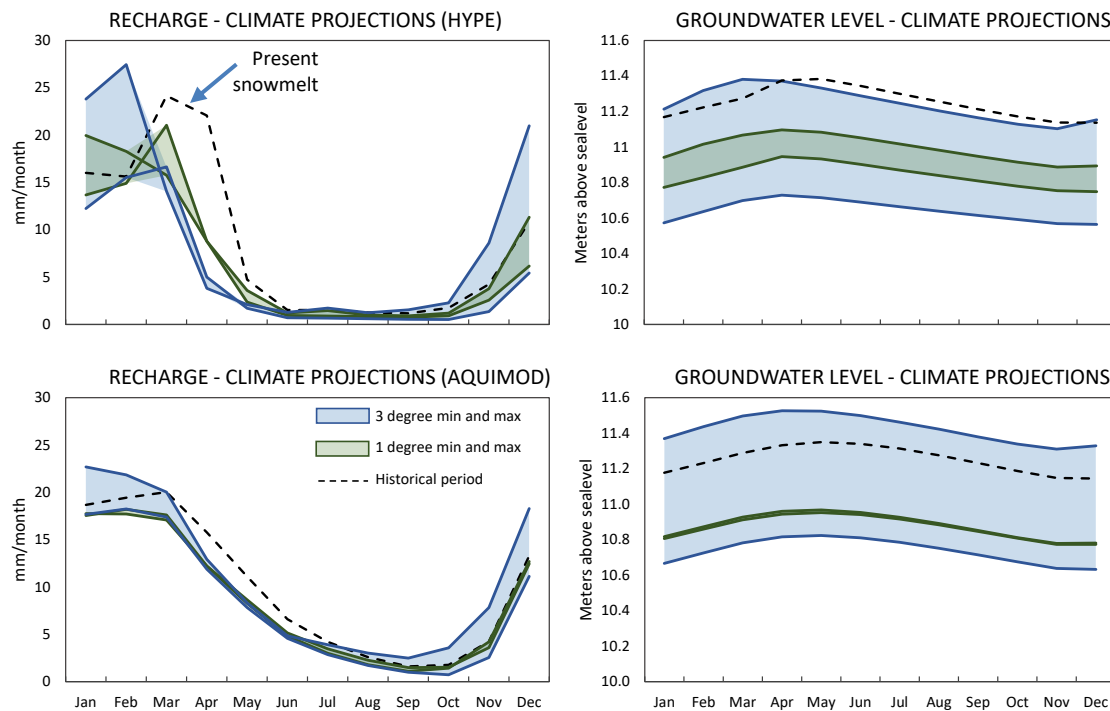 RECHARGE - CLIMATE PROJECTIONS (HYPE)
30
25
20
15
10
5
0
mm/month
Present
snowmelt
GROUNDWATER LEVEL - CLIMATE PROJECTIONS
11.6
11.4
11.2
11
10.8
10.6
10.4
10.2
10
Meters above sealevel
RECHARGE - CLIMATE PROJECTIONS (AQUIMOD)
30
25
20
15
10
5
0
mm/month
3 degree min and max
1 degree min and max
Historical period
Jan Feb Mar Apr May Jun Jul Aug Sep Oct Nov Dec
GROUNDWATER LEVEL - CLIMATE PROJECTIONS
11.6
11.4
11.2
11.0
10.8
10.6
10.4
10.2
10.0
Meters above sealevel
Jan Feb Mar Apr May Jun Jul Aug Sep Oct Nov Dec